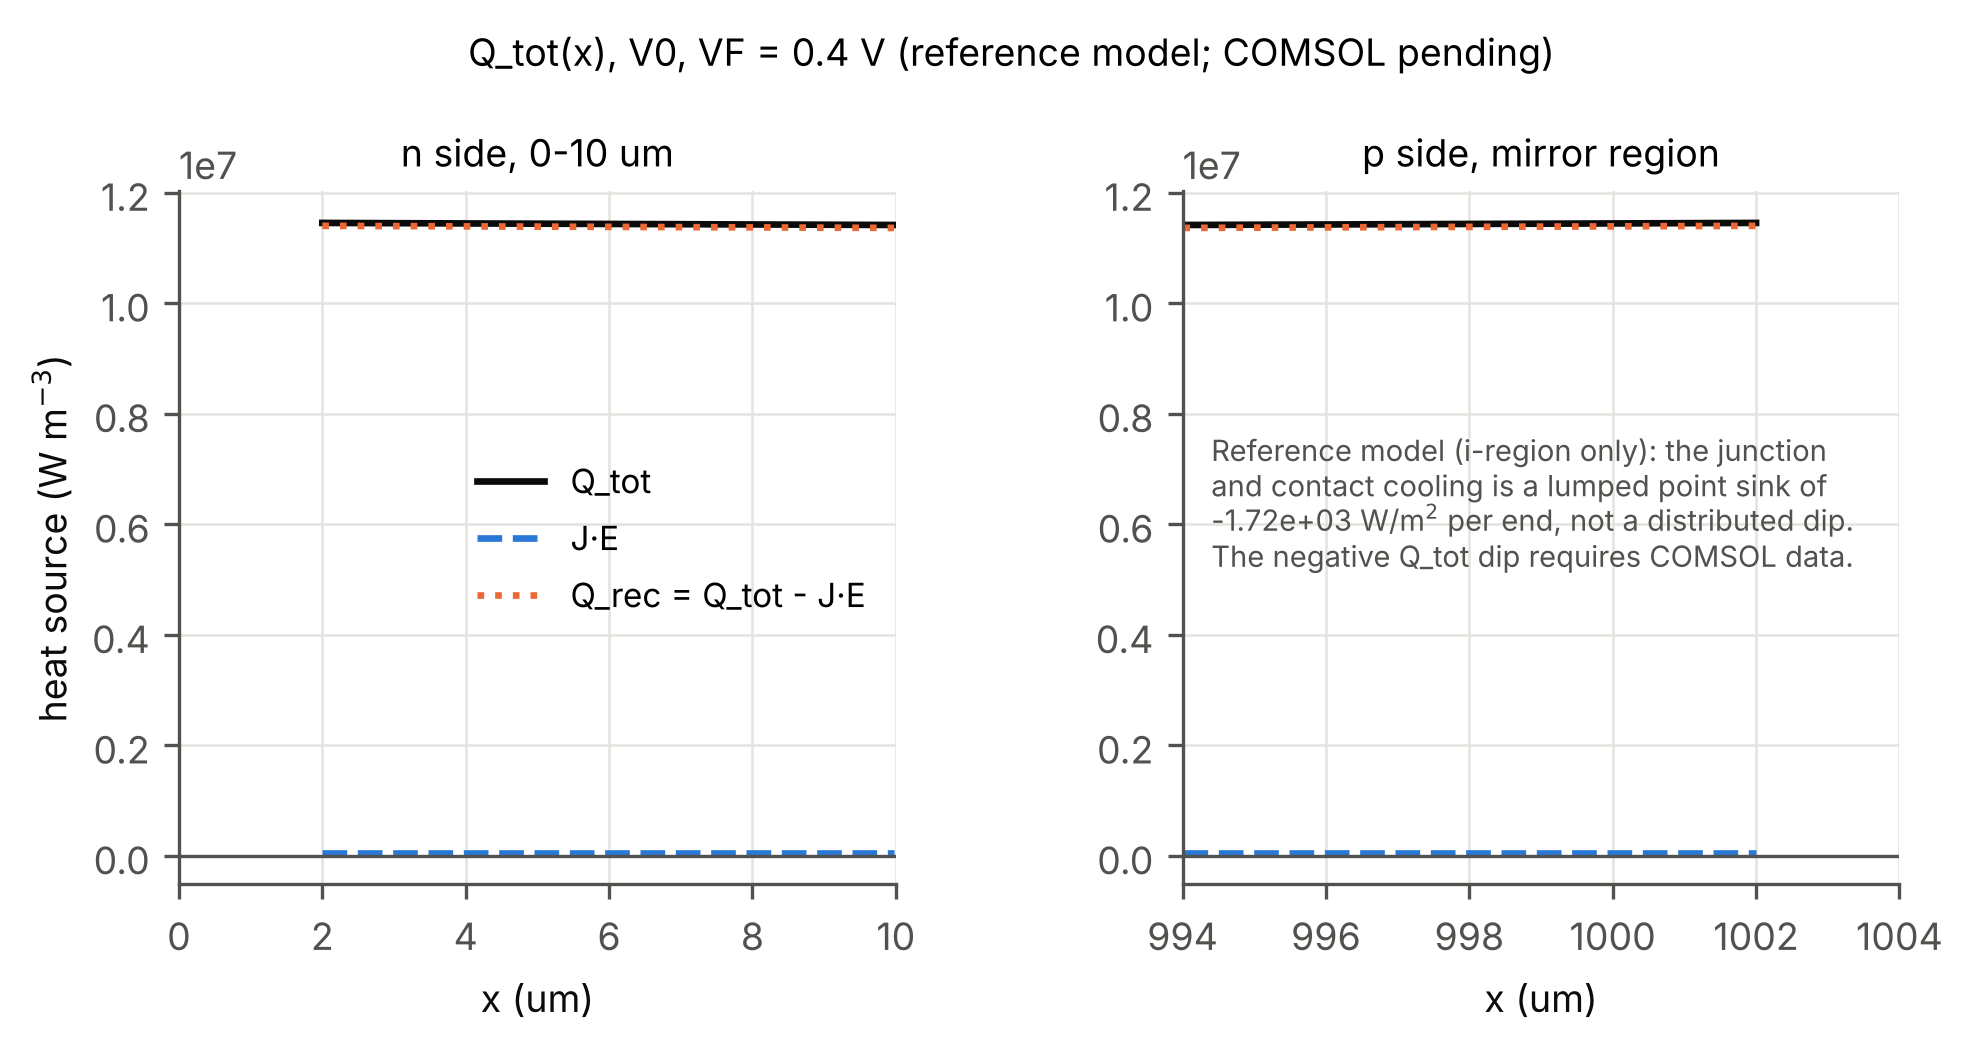 Q_tot(x), V0, VF = 0.4 V (reference model; COMSOL pending)
n side, 0-10 um
1e7
1.2
1.0
0.8
0.6
0.4
0.2
0.0
heat source (W m⁻³)
Q_tot
J·E
Q_rec = Q_tot - J·E
0 2 4 6 8 10
x (um)
p side, mirror region
1e7
1.2
1.0
0.8
0.6
0.4
0.2
0.0
Reference model (i-region only): the junction
and contact cooling is a lumped point sink of
-1.72e+03 W/m² per end, not a distributed dip.
The negative Q_tot dip requires COMSOL data.
994 996 998 1000 1002 1004
x (um)